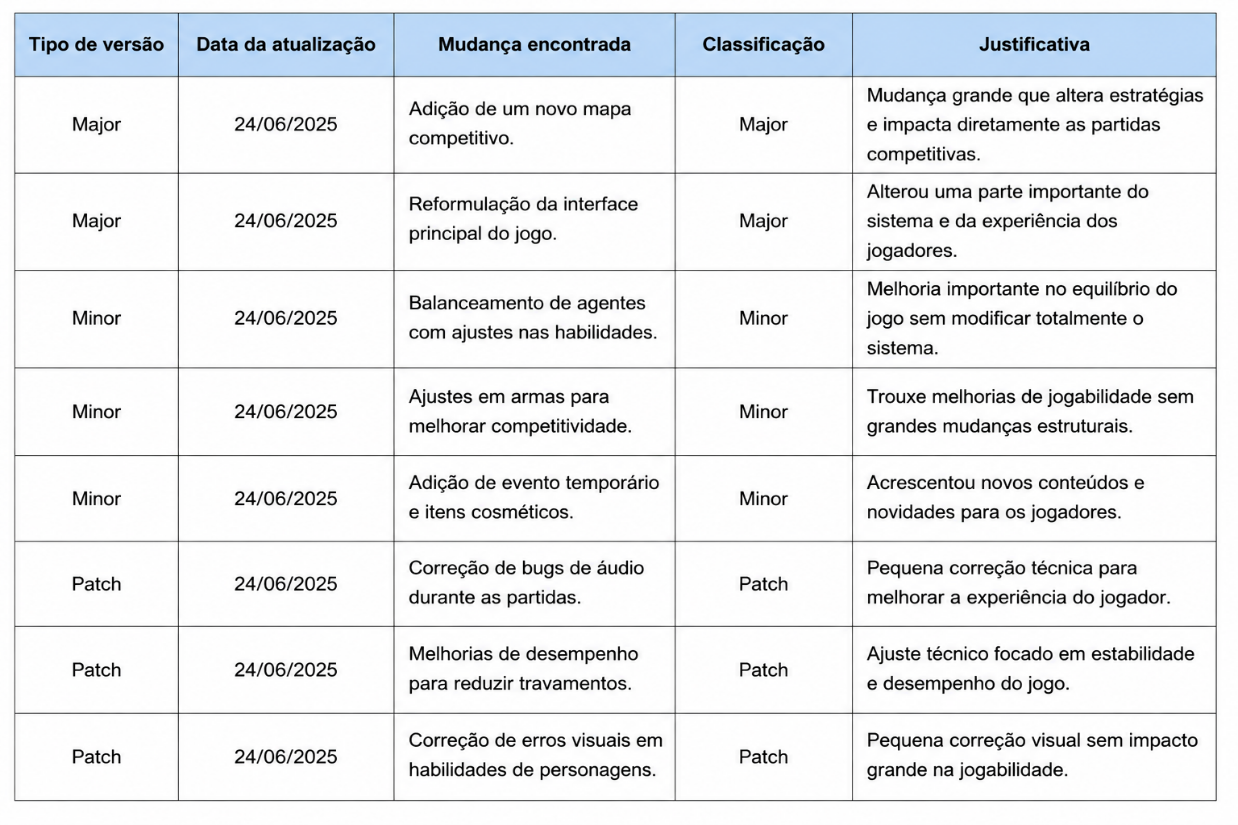 Tipo de versão Data da atualização Mudança encontrada Classificação Justificativa
Major
24/06/2025
Adição de um novo mapa
competitivo.
Major
Mudança grande que altera estratégias
e impacta diretamente as partidas
competitivas.
Major
24/06/2025
Reformulação da interface
principal do jogo.
Major
Alterou uma parte importante do
sistema e da experiência dos
jogadores.
Minor
24/06/2025
Balanceamento de agentes
com ajustes nas habilidades.
Minor
Melhoria importante no equilíbrio do
jogo sem modificar totalmente o
sistema.
Minor
24/06/2025
Ajustes em armas para
melhorar competitividade.
Minor
Trouxe melhorias de jogabilidade sem
grandes mudanças estruturais.
Minor
24/06/2025
Adição de evento temporário
e itens cosméticos.
Minor
Acrescentou novos conteúdos e
novidades para os jogadores.
Patch
24/06/2025
Correção de bugs de áudio
durante as partidas.
Patch
Pequena correção técnica para
melhorar a experiência do jogador.
Patch
24/06/2025
Melhorias de desempenho
para reduzir travamentos.
Patch
Ajuste técnico focado em estabilidade
e desempenho do jogo.
Patch
24/06/2025
Correção de erros visuais em
habilidades de personagens.
Patch
Pequena correção visual sem impacto
grande na jogabilidade.